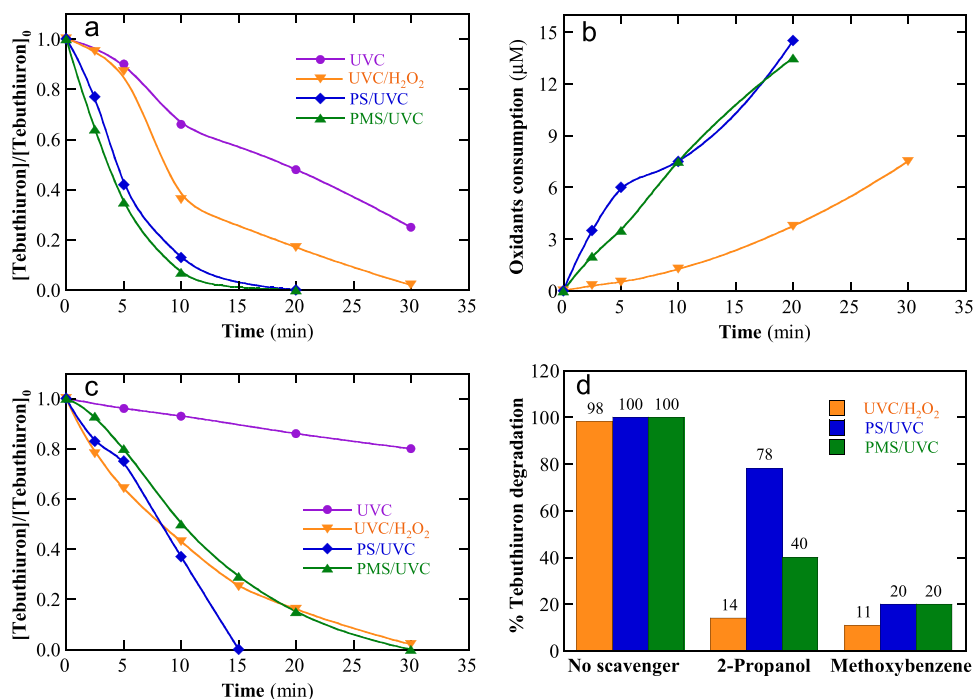 a
[Tebuthiuron]/[Tebuthiuron]₀
1.0
0.8
0.6
0.4
0.2
0.0
UVC
UVC/H₂O₂
PS/UVC
PMS/UVC
0 5 10 15 20 25 30 35
Time (min)
b
Oxidants consumption (μM)
15
12
9
6
3
0
0 5 10 15 20 25 30 35
Time (min)
c
[Tebuthiuron]/[Tebuthiuron]₀
1.0
0.8
0.6
0.4
0.2
0.0
UVC
UVC/H₂O₂
PS/UVC
PMS/UVC
0 5 10 15 20 25 30 35
Time (min)
d
% Tebuthiuron degradation
120
100
80
60
40
20
0
UVC/H₂O₂
PS/UVC
PMS/UVC
98 100 100
78
40
14
11 20 20
No scavenger 2-Propanol Methoxybenzene